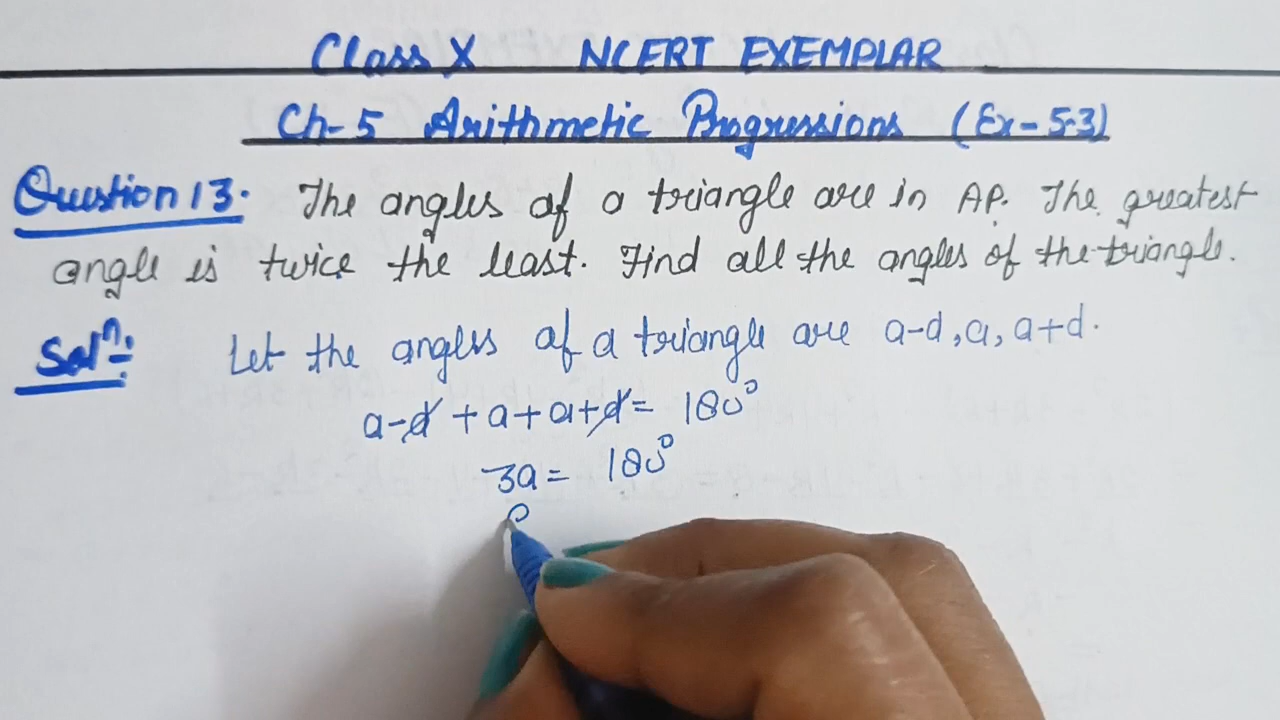 Class X NCERT EXEMPLAR
Ch-5 Arithmetic Progressions (Ex-5.3)
Question 13. The angles of a triangle are in AP. The greatest
angle is twice the least. Find all the angles of the triangle.
Solⁿ: Let the angles of a triangle are a-d, a, a+d.
a-d + a + a+d = 180°
3a = 180°